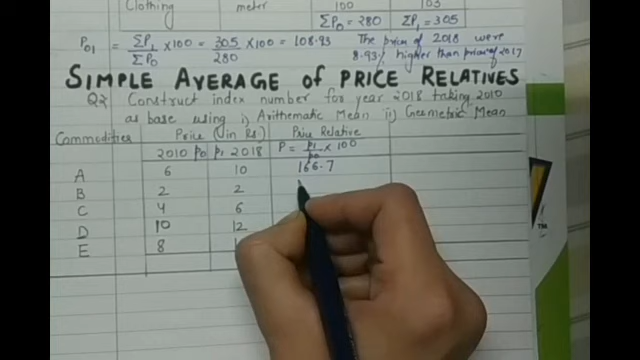 Clothing meter 100 103
ΣP₀ = 280 ΣP₁ = 305
P₀₁ = ΣP₁/ΣP₀ × 100 = 305/280 × 100 = 108.93 The price of 2018 were
8.93% higher than price of 2017
SIMPLE AVERAGE OF PRICE RELATIVES
Q2 Construct index number for year 2018 taking 2010
as base using i) Arithematic Mean ii) Geometric Mean
Commodities Price (in Rs.) Price Relative
2010 p₀ p₁ 2018 P = p₁/p₀ × 100
A 6 10 166.7
B 2 2
C 4 6
D 10 12
E 8